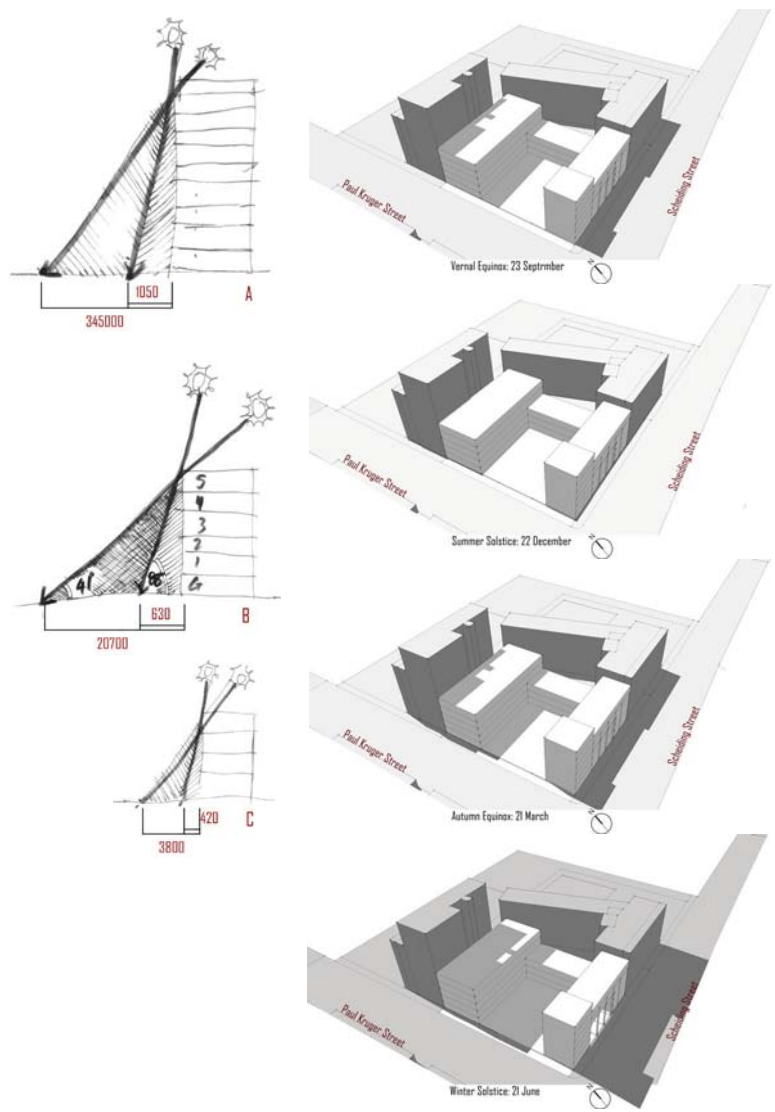 1050
A
345000
5
4
3
2
1
G
41°
88°
630
B
20700
420
C
3800
Paul Kruger Street
Scheiding Street
N
Vernal Equinox: 23 Septrmber
Paul Kruger Street
Scheiding Street
N
Summer Solstice: 22 December
Paul Kruger Street
Scheiding Street
N
Autumn Equinox: 21 March
Paul Kruger Street
Scheiding Street
N
Winter Solstice: 21 June